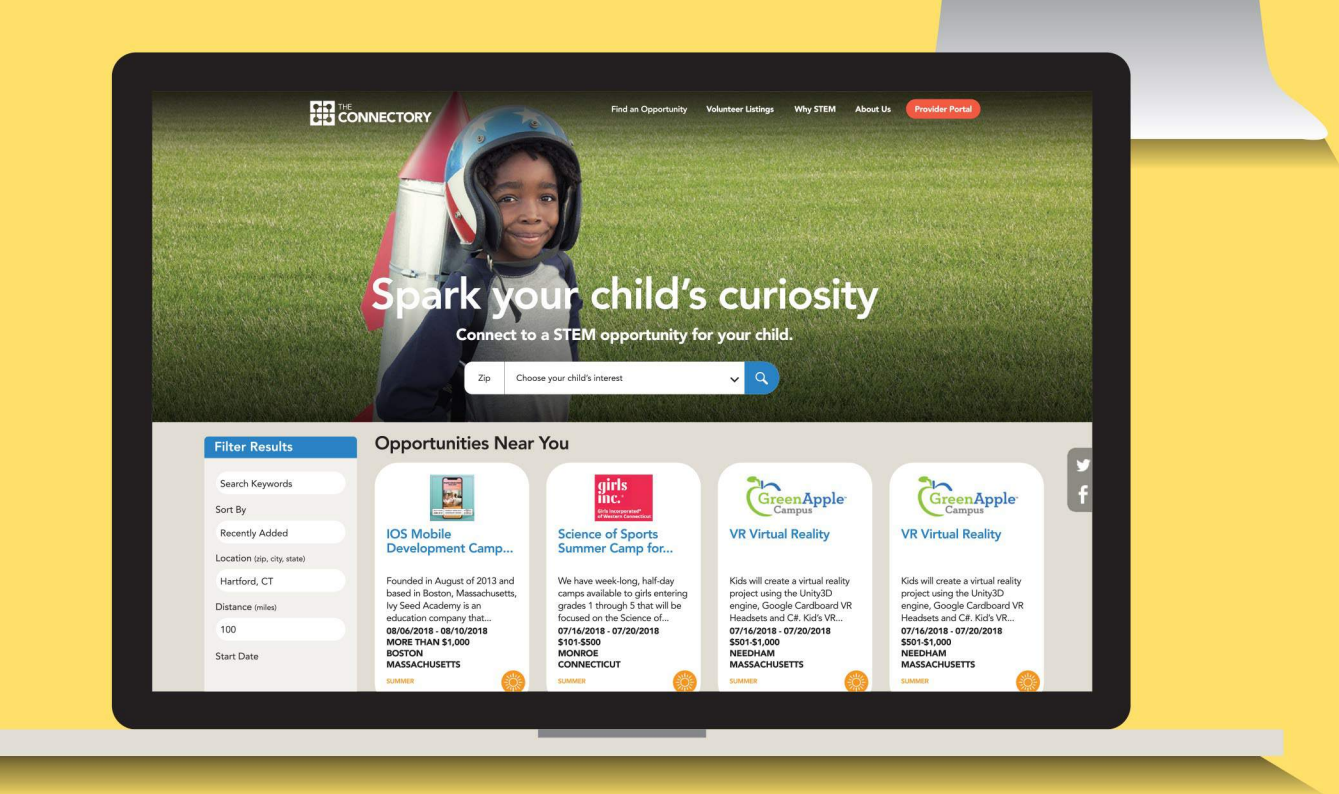 THE
CONNECTORY
Find an Opportunity
Volunteer Listings
Why STEM
About Us
Provider Portal
Spark your child's curiosity
Connect to a STEM opportunity for your child.
Zip
Choose your child's interest
Filter Results
Search Keywords
Sort By
Recently Added
Location (zip, city, state)
Hartford, CT
Distance (miles)
100
Start Date
Opportunities Near You
IOS Mobile
Development Camp...
Founded in August of 2013 and
based in Boston, Massachusetts,
Ivy Seed Academy is an
education company that...
08/06/2018 - 08/10/2018
MORE THAN $1,000
BOSTON
MASSACHUSETTS
SUMMER
girls
inc.
Girls Incorporated®
of Western Connecticut
Science of Sports
Summer Camp for...
We have week-long, half-day
camps available to girls entering
grades 1 through 5 that will be
focused on the Science of...
07/16/2018 - 07/20/2018
$101-$500
MONROE
CONNECTICUT
SUMMER
GreenApple
Campus
VR Virtual Reality
Kids will create a virtual reality
project using the Unity3D
engine, Google Cardboard VR
Headsets and C#. Kid's VR...
07/16/2018 - 07/20/2018
$501-$1,000
NEEDHAM
MASSACHUSETTS
SUMMER
GreenApple
Campus
VR Virtual Reality
Kids will create a virtual reality
project using the Unity3D
engine, Google Cardboard VR
Headsets and C#. Kid's VR...
07/16/2018 - 07/20/2018
$501-$1,000
NEEDHAM
MASSACHUSETTS
SUMMER